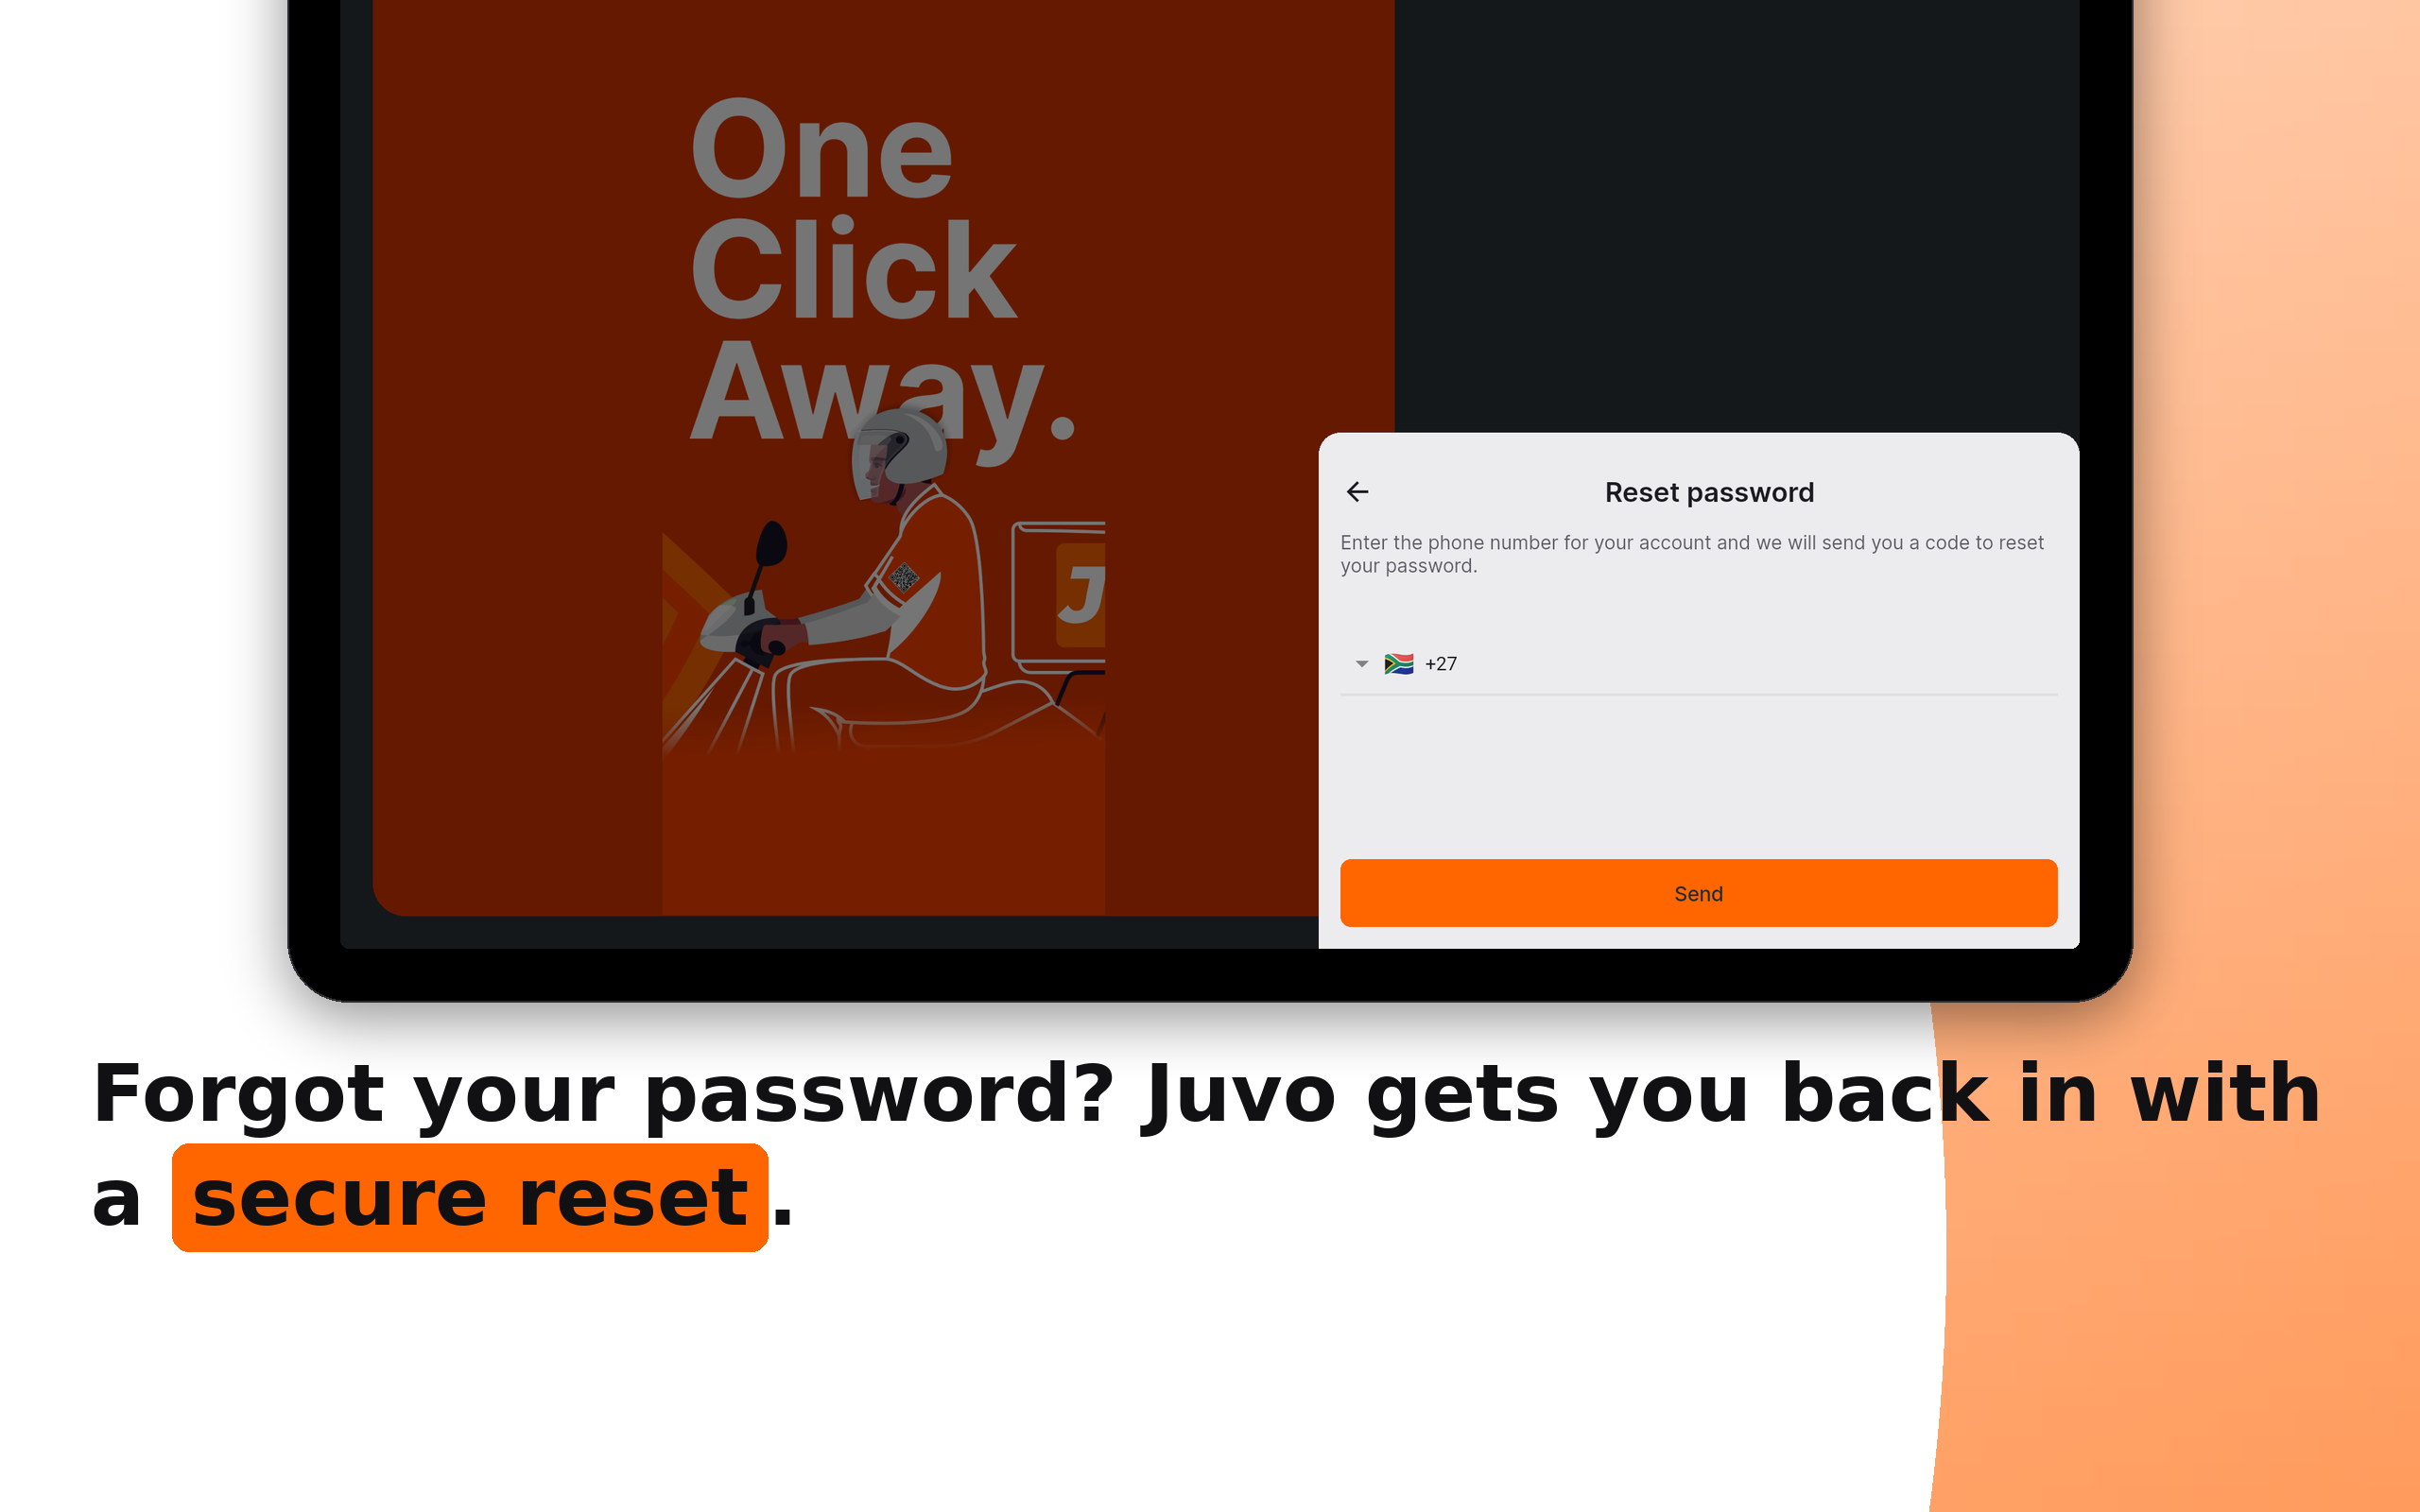 One
Click
Away.
J
Reset password
Enter the phone number for your account and we will send you a code to reset
your password.
🇿🇦 +27
Send
Forgot your password? Juvo gets you back in with
a secure reset.